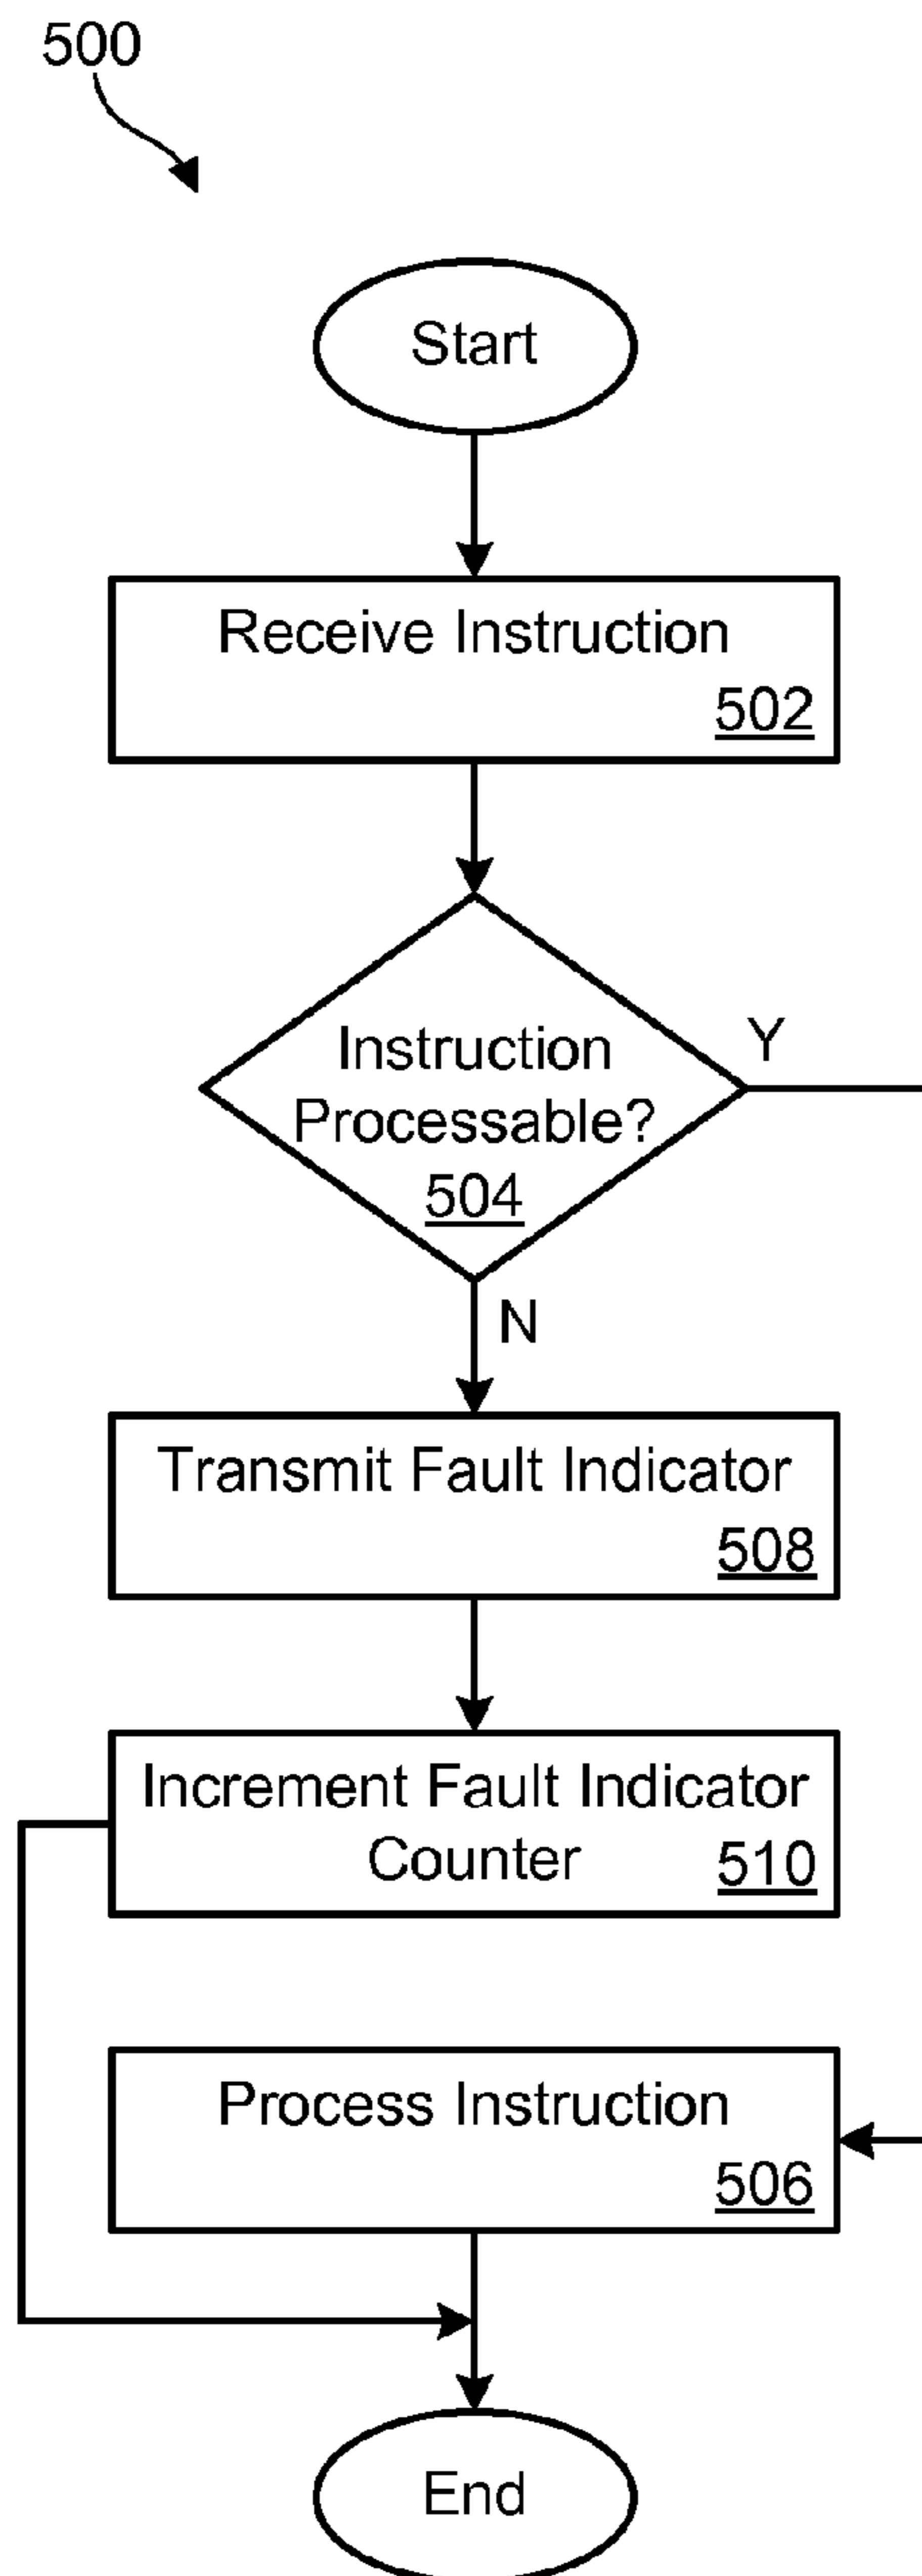 500
Start
Receive Instruction
502
Instruction
Processable?
504
Y
N
Transmit Fault Indicator
508
Increment Fault Indicator
Counter 510
Process Instruction
506
End